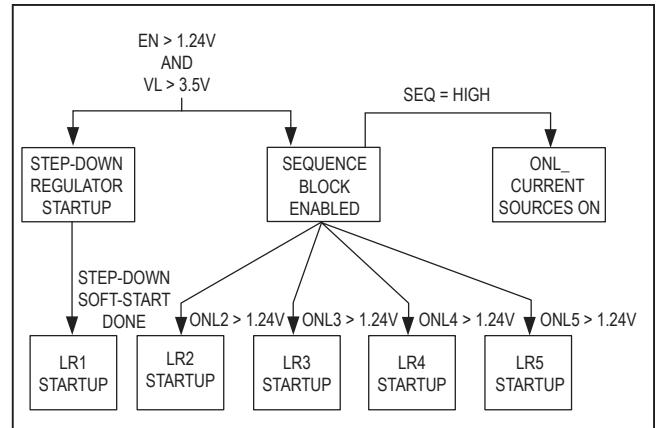 EN > 1.24V
AND
VL > 3.5V
SEQ = HIGH
STEP-DOWN
REGULATOR
STARTUP
SEQUENCE
BLOCK
ENABLED
ONL_
CURRENT
SOURCES ON
STEP-DOWN
SOFT-START
DONE
ONL2 > 1.24V
ONL3 > 1.24V
ONL4 > 1.24V
ONL5 > 1.24V
LR1
STARTUP
LR2
STARTUP
LR3
STARTUP
LR4
STARTUP
LR5
STARTUP